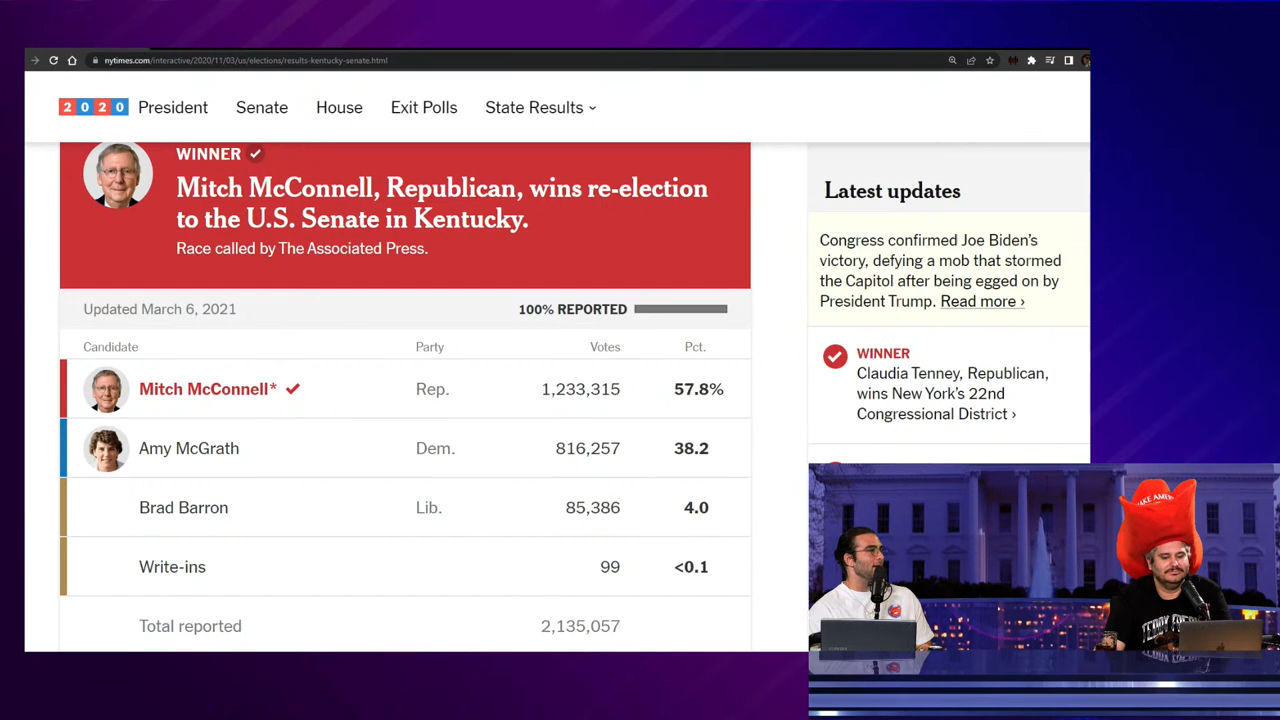 nytimes.com/interactive/2020/11/03/us/elections/results-kentucky-senate.html
2020 President Senate House Exit Polls State Results
WINNER
Mitch McConnell, Republican, wins re-election
to the U.S. Senate in Kentucky.
Race called by The Associated Press.
Updated March 6, 2021 100% REPORTED
Candidate Party Votes Pct.
Mitch McConnell* Rep. 1,233,315 57.8%
Amy McGrath Dem. 816,257 38.2
Brad Barron Lib. 85,386 4.0
Write-ins 99 <0.1
Total reported 2,135,057
Latest updates
Congress confirmed Joe Biden’s
victory, defying a mob that stormed
the Capitol after being egged on by
President Trump. Read more ›
WINNER
Claudia Tenney, Republican,
wins New York’s 22nd
Congressional District ›
MAKE AMERI
TEDDY FRE